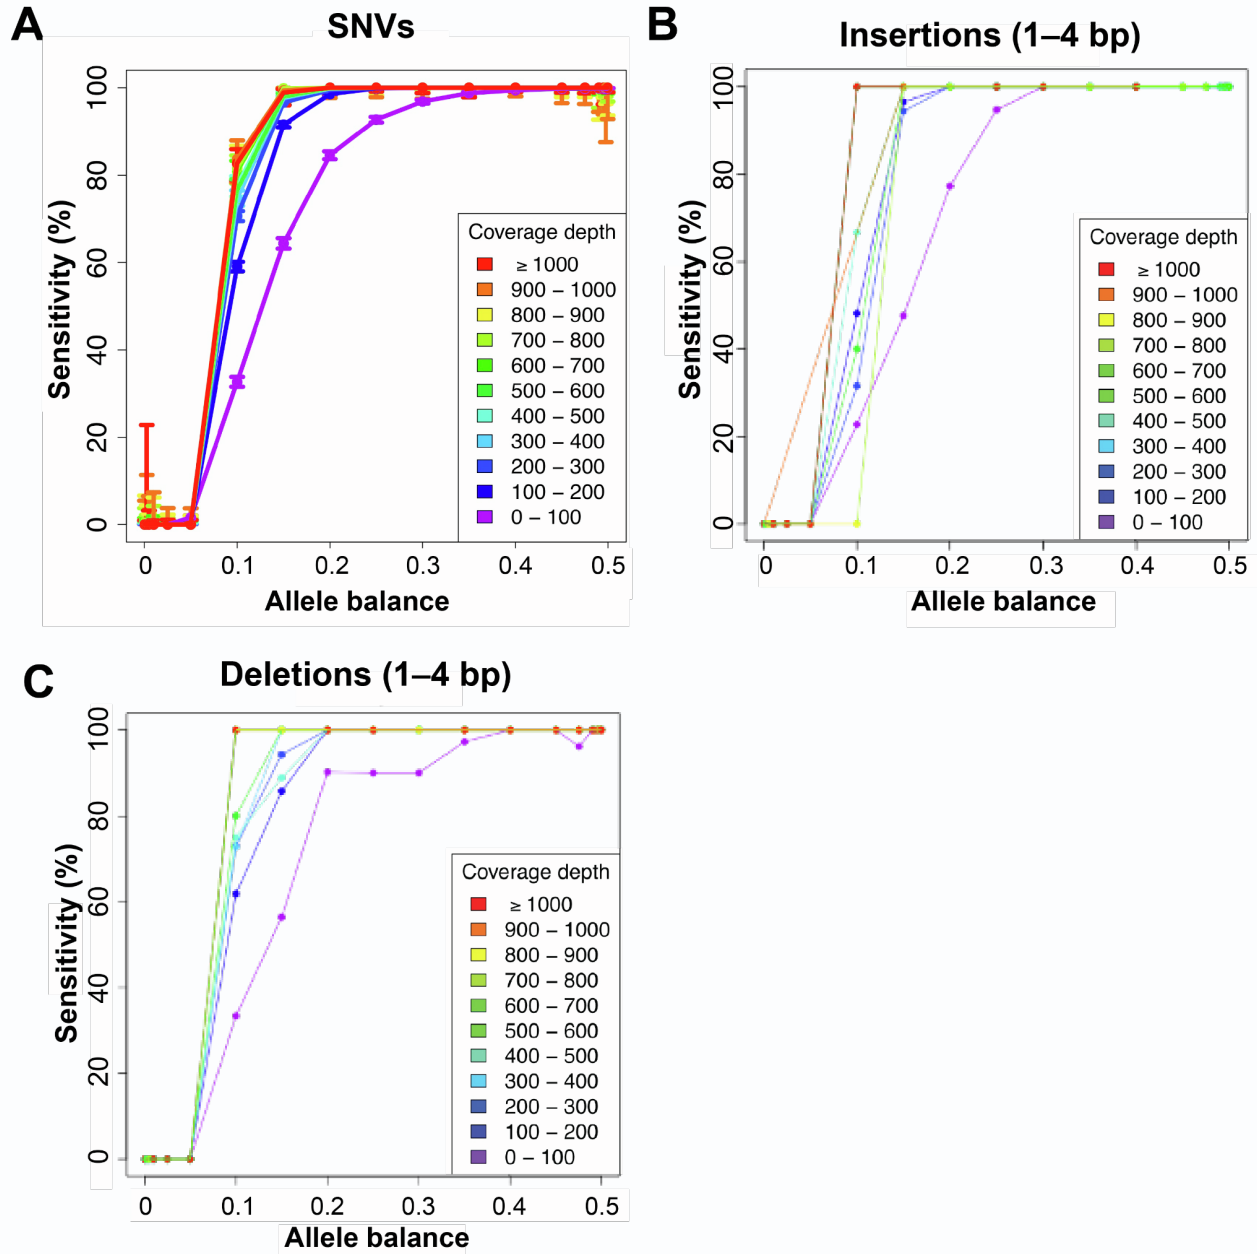 A
SNVs
Sensitivity (%)
100
80
60
40
20
0
Coverage depth
≥ 1000
900 – 1000
800 – 900
700 – 800
600 – 700
500 – 600
400 – 500
300 – 400
200 – 300
100 – 200
0 – 100
0 0.1 0.2 0.3 0.4 0.5
Allele balance
B
Insertions (1–4 bp)
Sensitivity (%)
100
80
60
40
20
0
Coverage depth
≥ 1000
900 – 1000
800 – 900
700 – 800
600 – 700
500 – 600
400 – 500
300 – 400
200 – 300
100 – 200
0 – 100
0 0.1 0.2 0.3 0.4 0.5
Allele balance
C
Deletions (1–4 bp)
Sensitivity (%)
100
80
60
40
20
0
Coverage depth
≥ 1000
900 – 1000
800 – 900
700 – 800
600 – 700
500 – 600
400 – 500
300 – 400
200 – 300
100 – 200
0 – 100
0 0.1 0.2 0.3 0.4 0.5
Allele balance